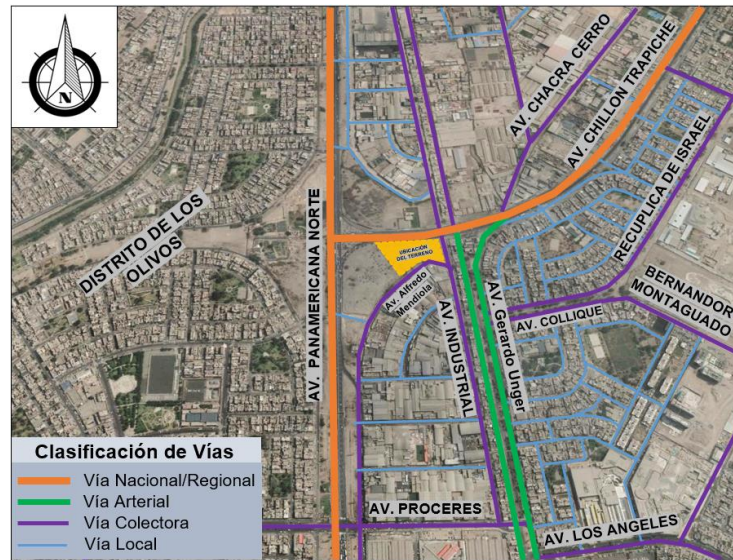 N
AV. CHACRA CERRO
AV. CHILLON TRAPICHE
RECUPLICA DE ISRAEL
DISTRITO DE LOS
OLIVOS
AV. PANAMERICANA NORTE
UBICACIÓN
DEL TERRENO
Av. Alfredo
Mendiola
AV. INDUSTRIAL
AV. Gerardo Unger
AV. COLLIQUE
BERNANDOR
MONTAGUADO
AV. PROCERES
AV. LOS ANGELES
Clasificación de Vías
Vía Nacional/Regional
Vía Arterial
Vía Colectora
Vía Local